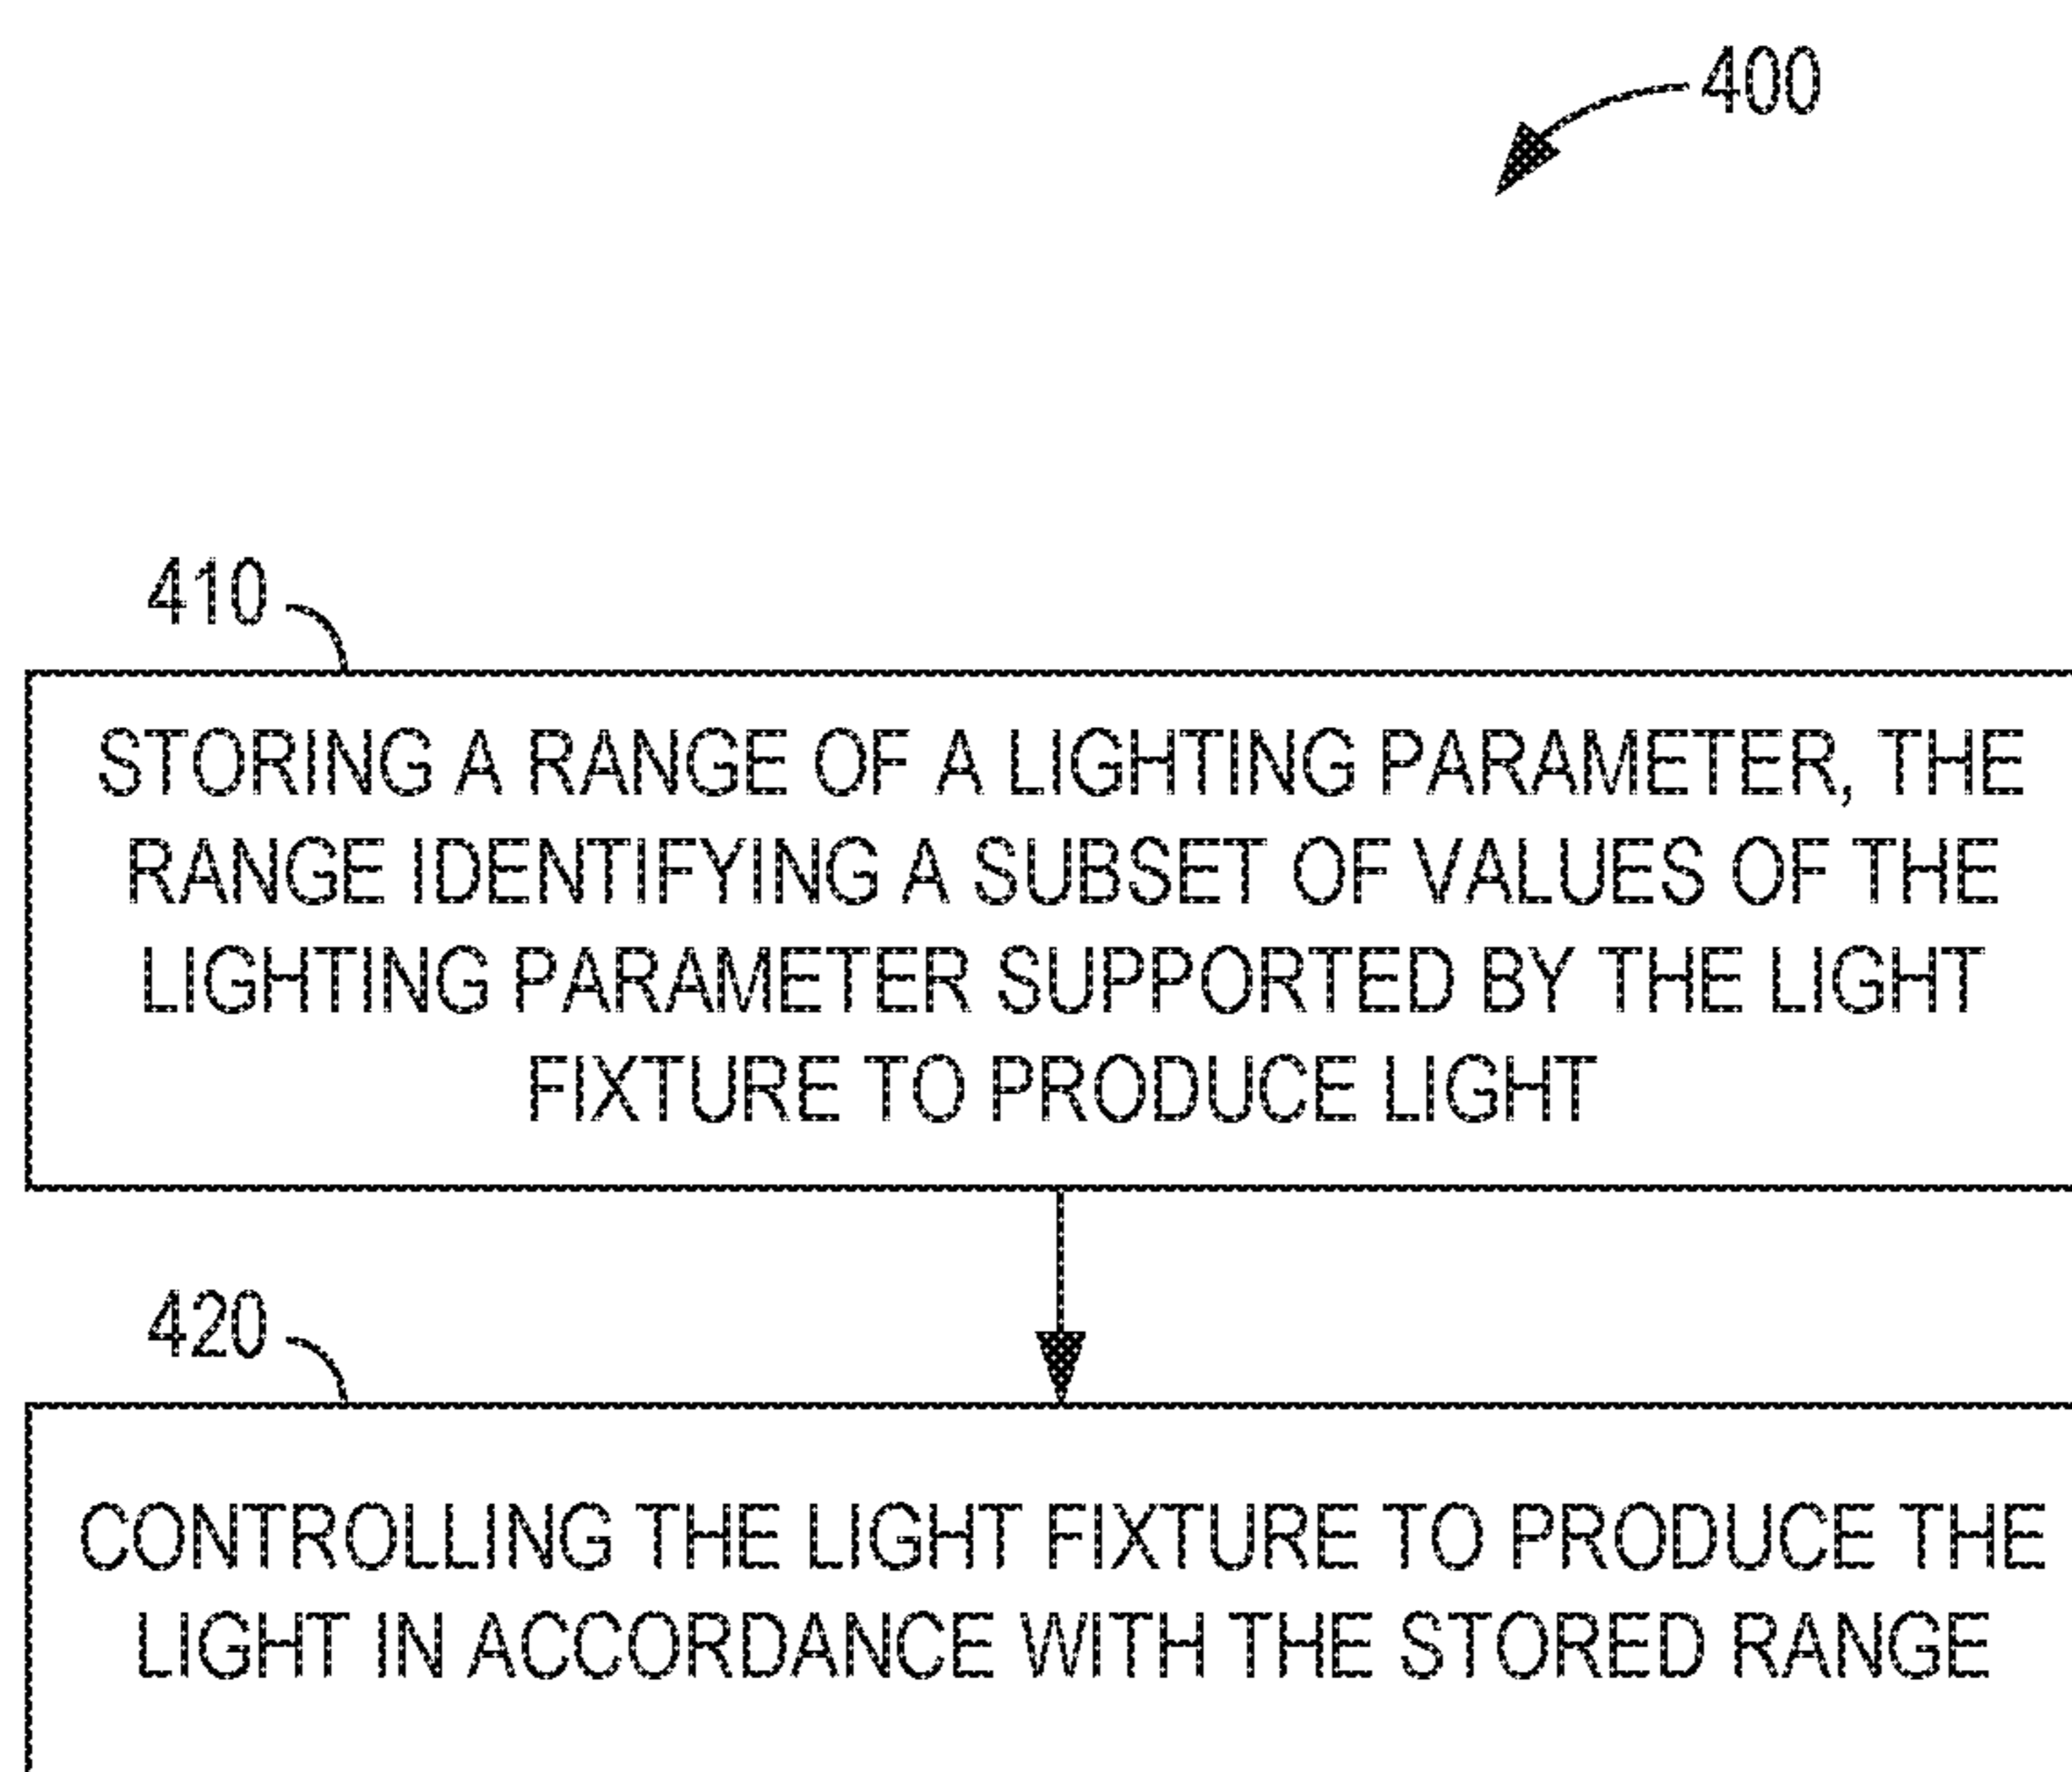 400
410
STORING A RANGE OF A LIGHTING PARAMETER, THE
RANGE IDENTIFYING A SUBSET OF VALUES OF THE
LIGHTING PARAMETER SUPPORTED BY THE LIGHT
FIXTURE TO PRODUCE LIGHT
420
CONTROLLING THE LIGHT FIXTURE TO PRODUCE THE
LIGHT IN ACCORDANCE WITH THE STORED RANGE